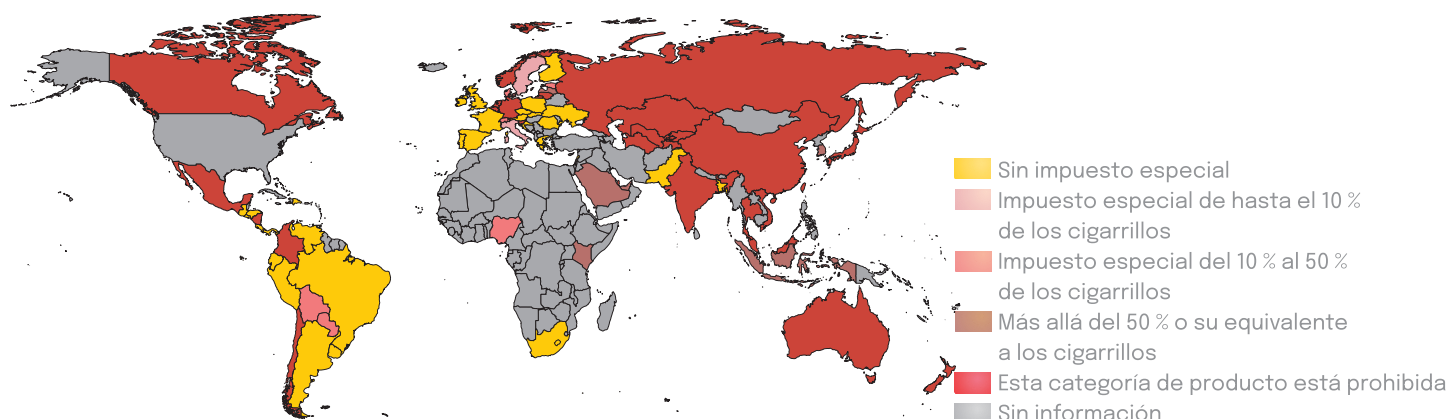 Sin impuesto especial
Impuesto especial de hasta el 10 %
de los cigarrillos
Impuesto especial del 10 % al 50 %
de los cigarrillos
Más allá del 50 % o su equivalente
a los cigarrillos
Esta categoría de producto está prohibida
Sin información